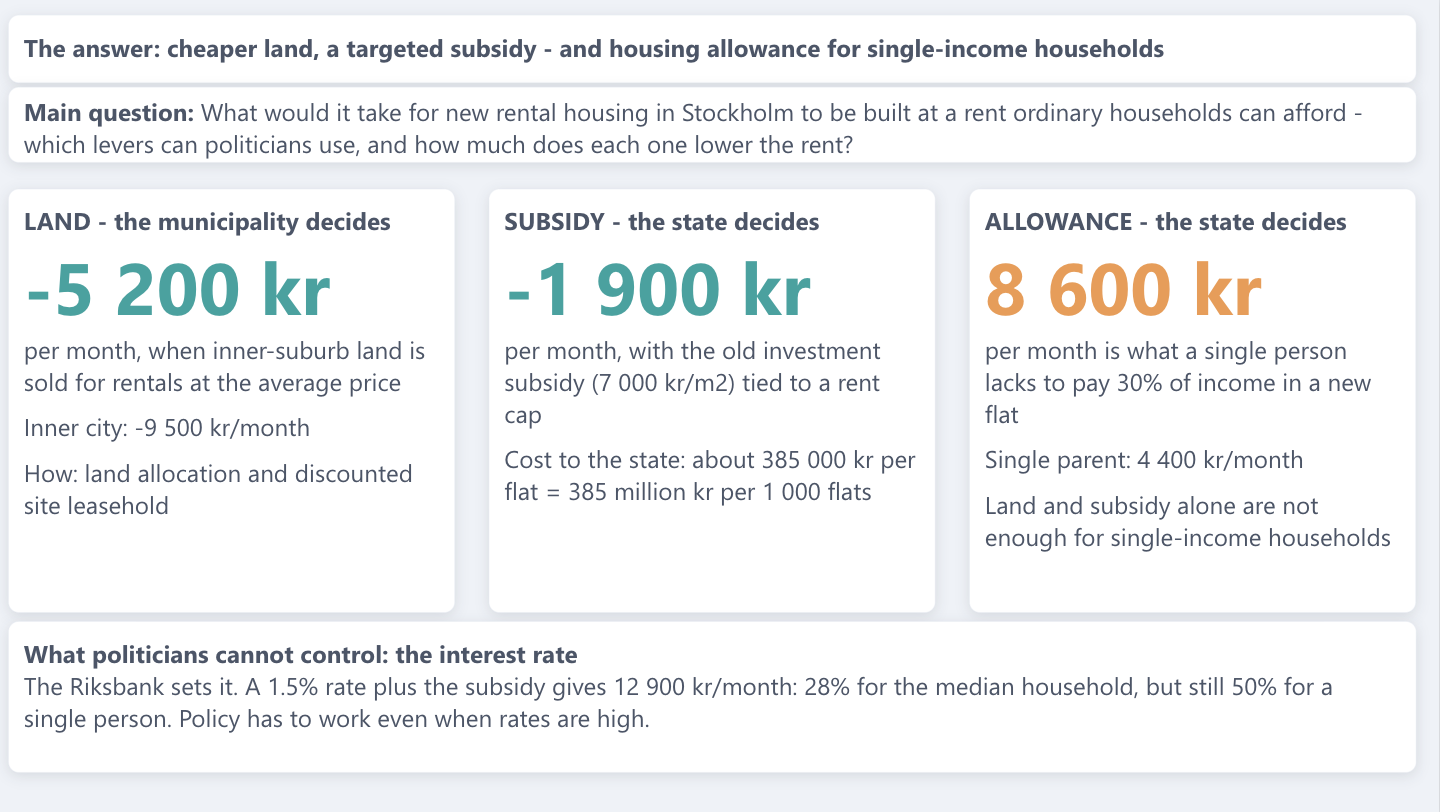 The answer: cheaper land, a targeted subsidy - and housing allowance for single-income households
Main question: What would it take for new rental housing in Stockholm to be built at a rent ordinary households can afford -
which levers can politicians use, and how much does each one lower the rent?
LAND - the municipality decides
-5 200 kr
per month, when inner-suburb land is
sold for rentals at the average price
Inner city: -9 500 kr/month
How: land allocation and discounted
site leasehold
SUBSIDY - the state decides
-1 900 kr
per month, with the old investment
subsidy (7 000 kr/m2) tied to a rent
cap
Cost to the state: about 385 000 kr per
flat = 385 million kr per 1 000 flats
ALLOWANCE - the state decides
8 600 kr
per month is what a single person
lacks to pay 30% of income in a new
flat
Single parent: 4 400 kr/month
Land and subsidy alone are not
enough for single-income households
What politicians cannot control: the interest rate
The Riksbank sets it. A 1.5% rate plus the subsidy gives 12 900 kr/month: 28% for the median household, but still 50% for a
single person. Policy has to work even when rates are high.